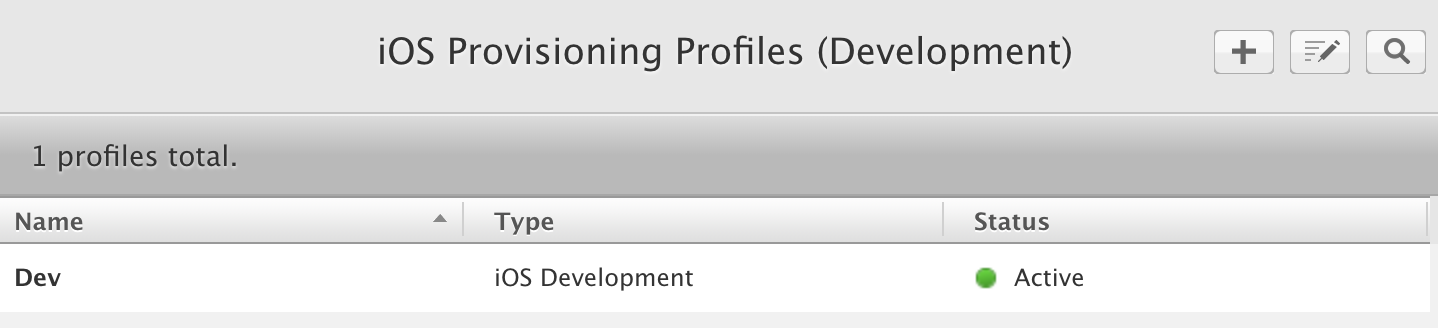 iOS Provisioning Profiles (Development)
1 profiles total.
Name Type Status
Dev iOS Development Active